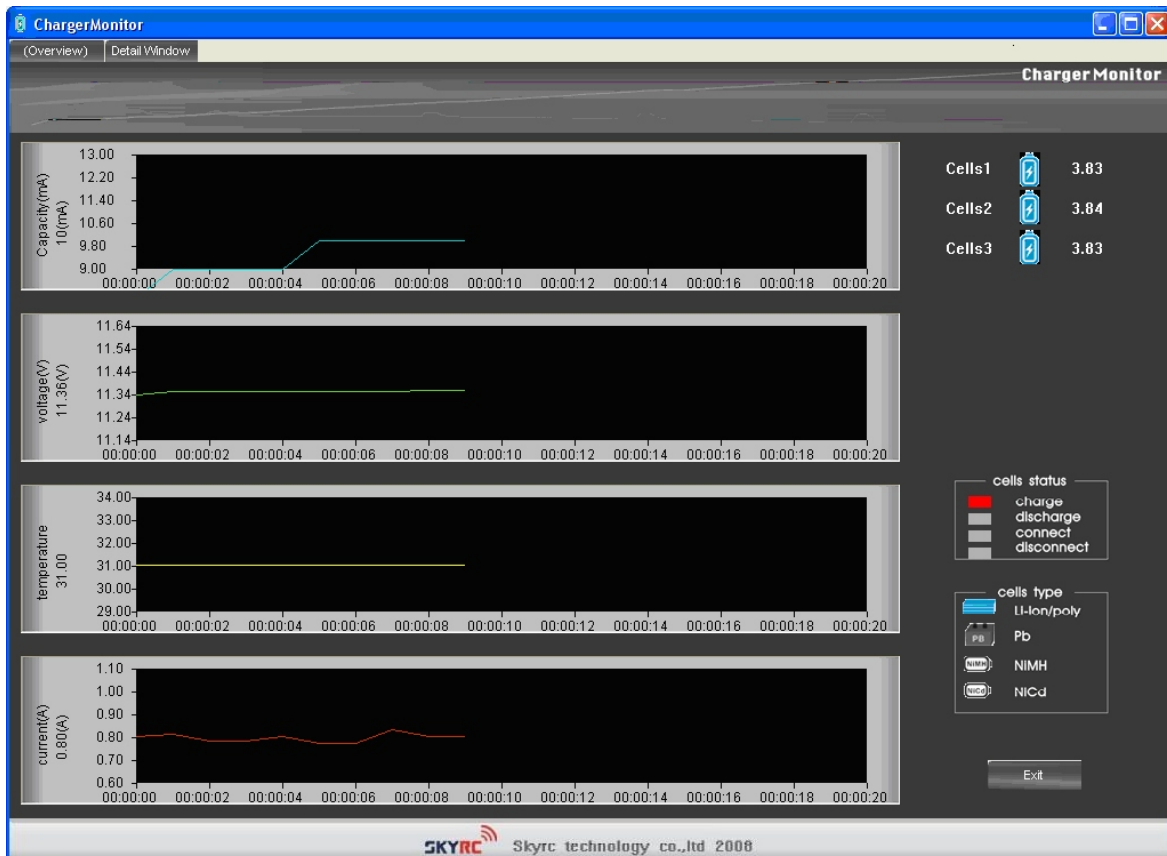 ChargerMonitor
(Overview) Detail Window
Charger Monitor
Capacity(mA)
10(mA)
13.00
12.20
11.40
10.60
9.80
9.00
00:00:00 00:00:02 00:00:04 00:00:06 00:00:08 00:00:10 00:00:12 00:00:14 00:00:16 00:00:18 00:00:20
voltage(V)
11.36(V)
11.64
11.54
11.44
11.34
11.24
11.14
00:00:00 00:00:02 00:00:04 00:00:06 00:00:08 00:00:10 00:00:12 00:00:14 00:00:16 00:00:18 00:00:20
temperature
31.00
34.00
33.00
32.00
31.00
30.00
29.00
00:00:00 00:00:02 00:00:04 00:00:06 00:00:08 00:00:10 00:00:12 00:00:14 00:00:16 00:00:18 00:00:20
current(A)
0.80(A)
1.10
1.00
0.90
0.80
0.70
0.60
00:00:00 00:00:02 00:00:04 00:00:06 00:00:08 00:00:10 00:00:12 00:00:14 00:00:16 00:00:18 00:00:20
Cells1 3.83
Cells2 3.84
Cells3 3.83
cells status
charge
discharge
connect
disconnect
cells type
LI-Ion/poly
PB Pb
NiMH NIMH
NiCd NICd
Exit
SKYRC Skyrc technology co.,ltd 2008